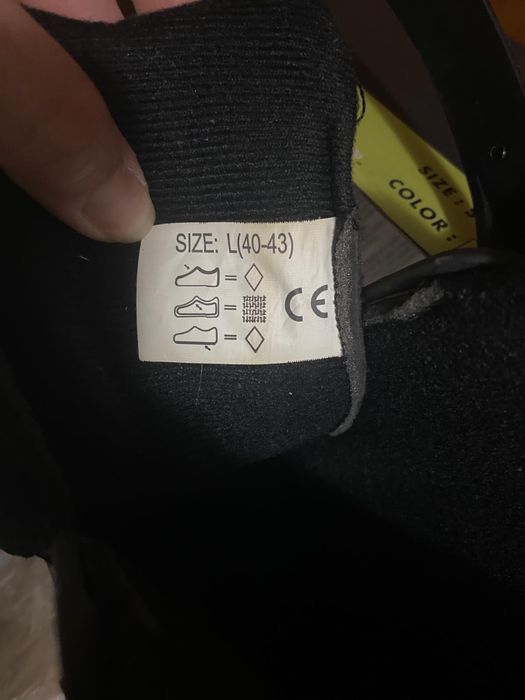 SIZE: L(40-43)
=
= CE
=
SIZE :
COLOR :